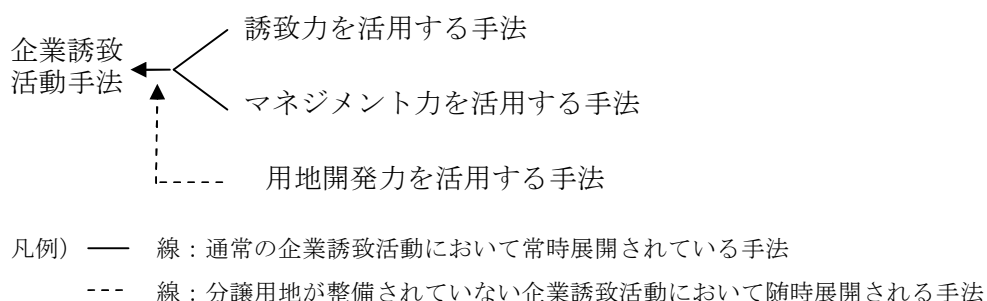 誘致力を活用する手法
企業誘致
活動手法
マネジメント力を活用する手法
用地開発力を活用する手法
凡例) 線：通常の企業誘致活動において常時展開されている手法
線：分譲用地が整備されていない企業誘致活動において随時展開される手法